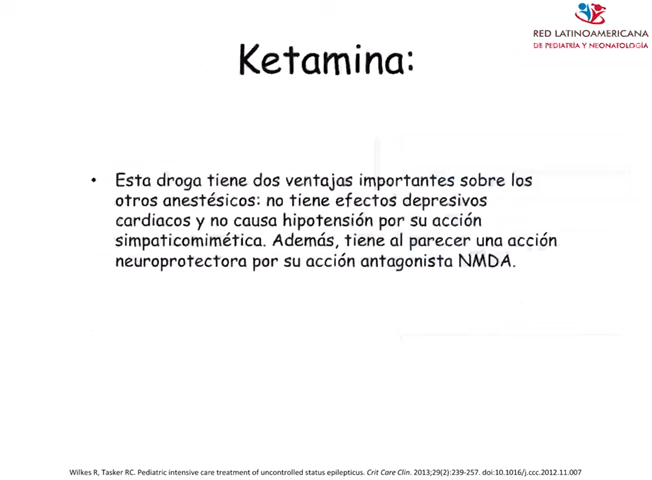 RED LATINOAMERICANA
DE PEDIATRÍA Y NEONATOLOGÍA
Ketamina:
• Esta droga tiene dos ventajas importantes sobre los
otros anestésicos: no tiene efectos depresivos
cardiacos y no causa hipotensión por su acción
simpaticomimética. Además, tiene al parecer una acción
neuroprotectora por su acción antagonista NMDA.
Wilkes R, Tasker RC. Pediatric intensive care treatment of uncontrolled status epilepticus. Crit Care Clin. 2013;29(2):239-257. doi:10.1016/j.ccc.2012.11.007